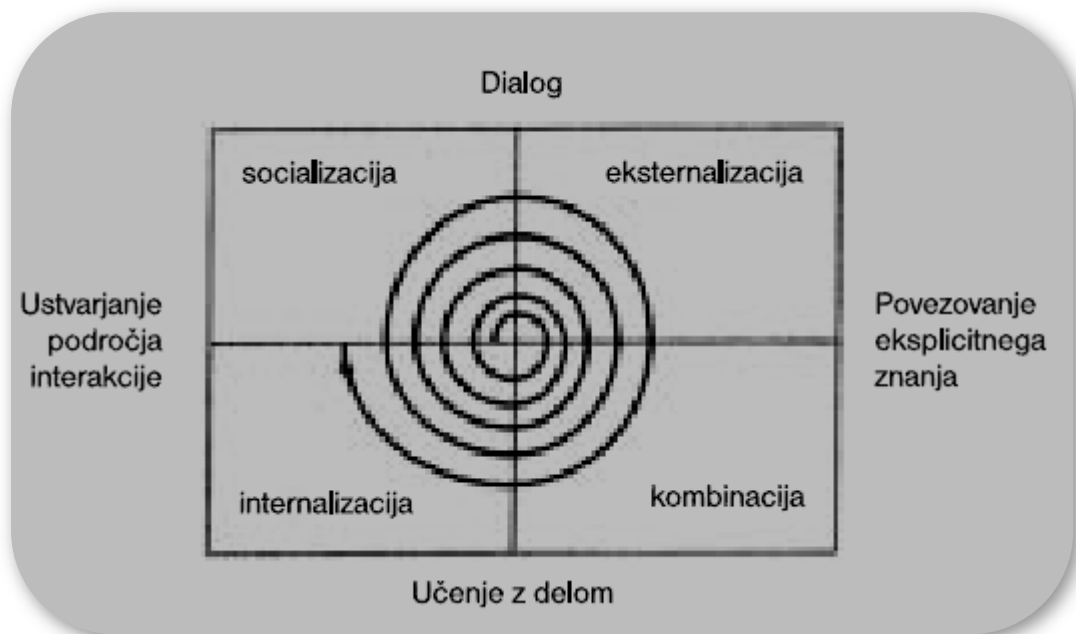 Dialog
socializacija
eksternalizacija
Ustvarjanje
področja
interakcije
Povezovanje
eksplicitnega
znanja
internalizacija
kombinacija
Učenje z delom